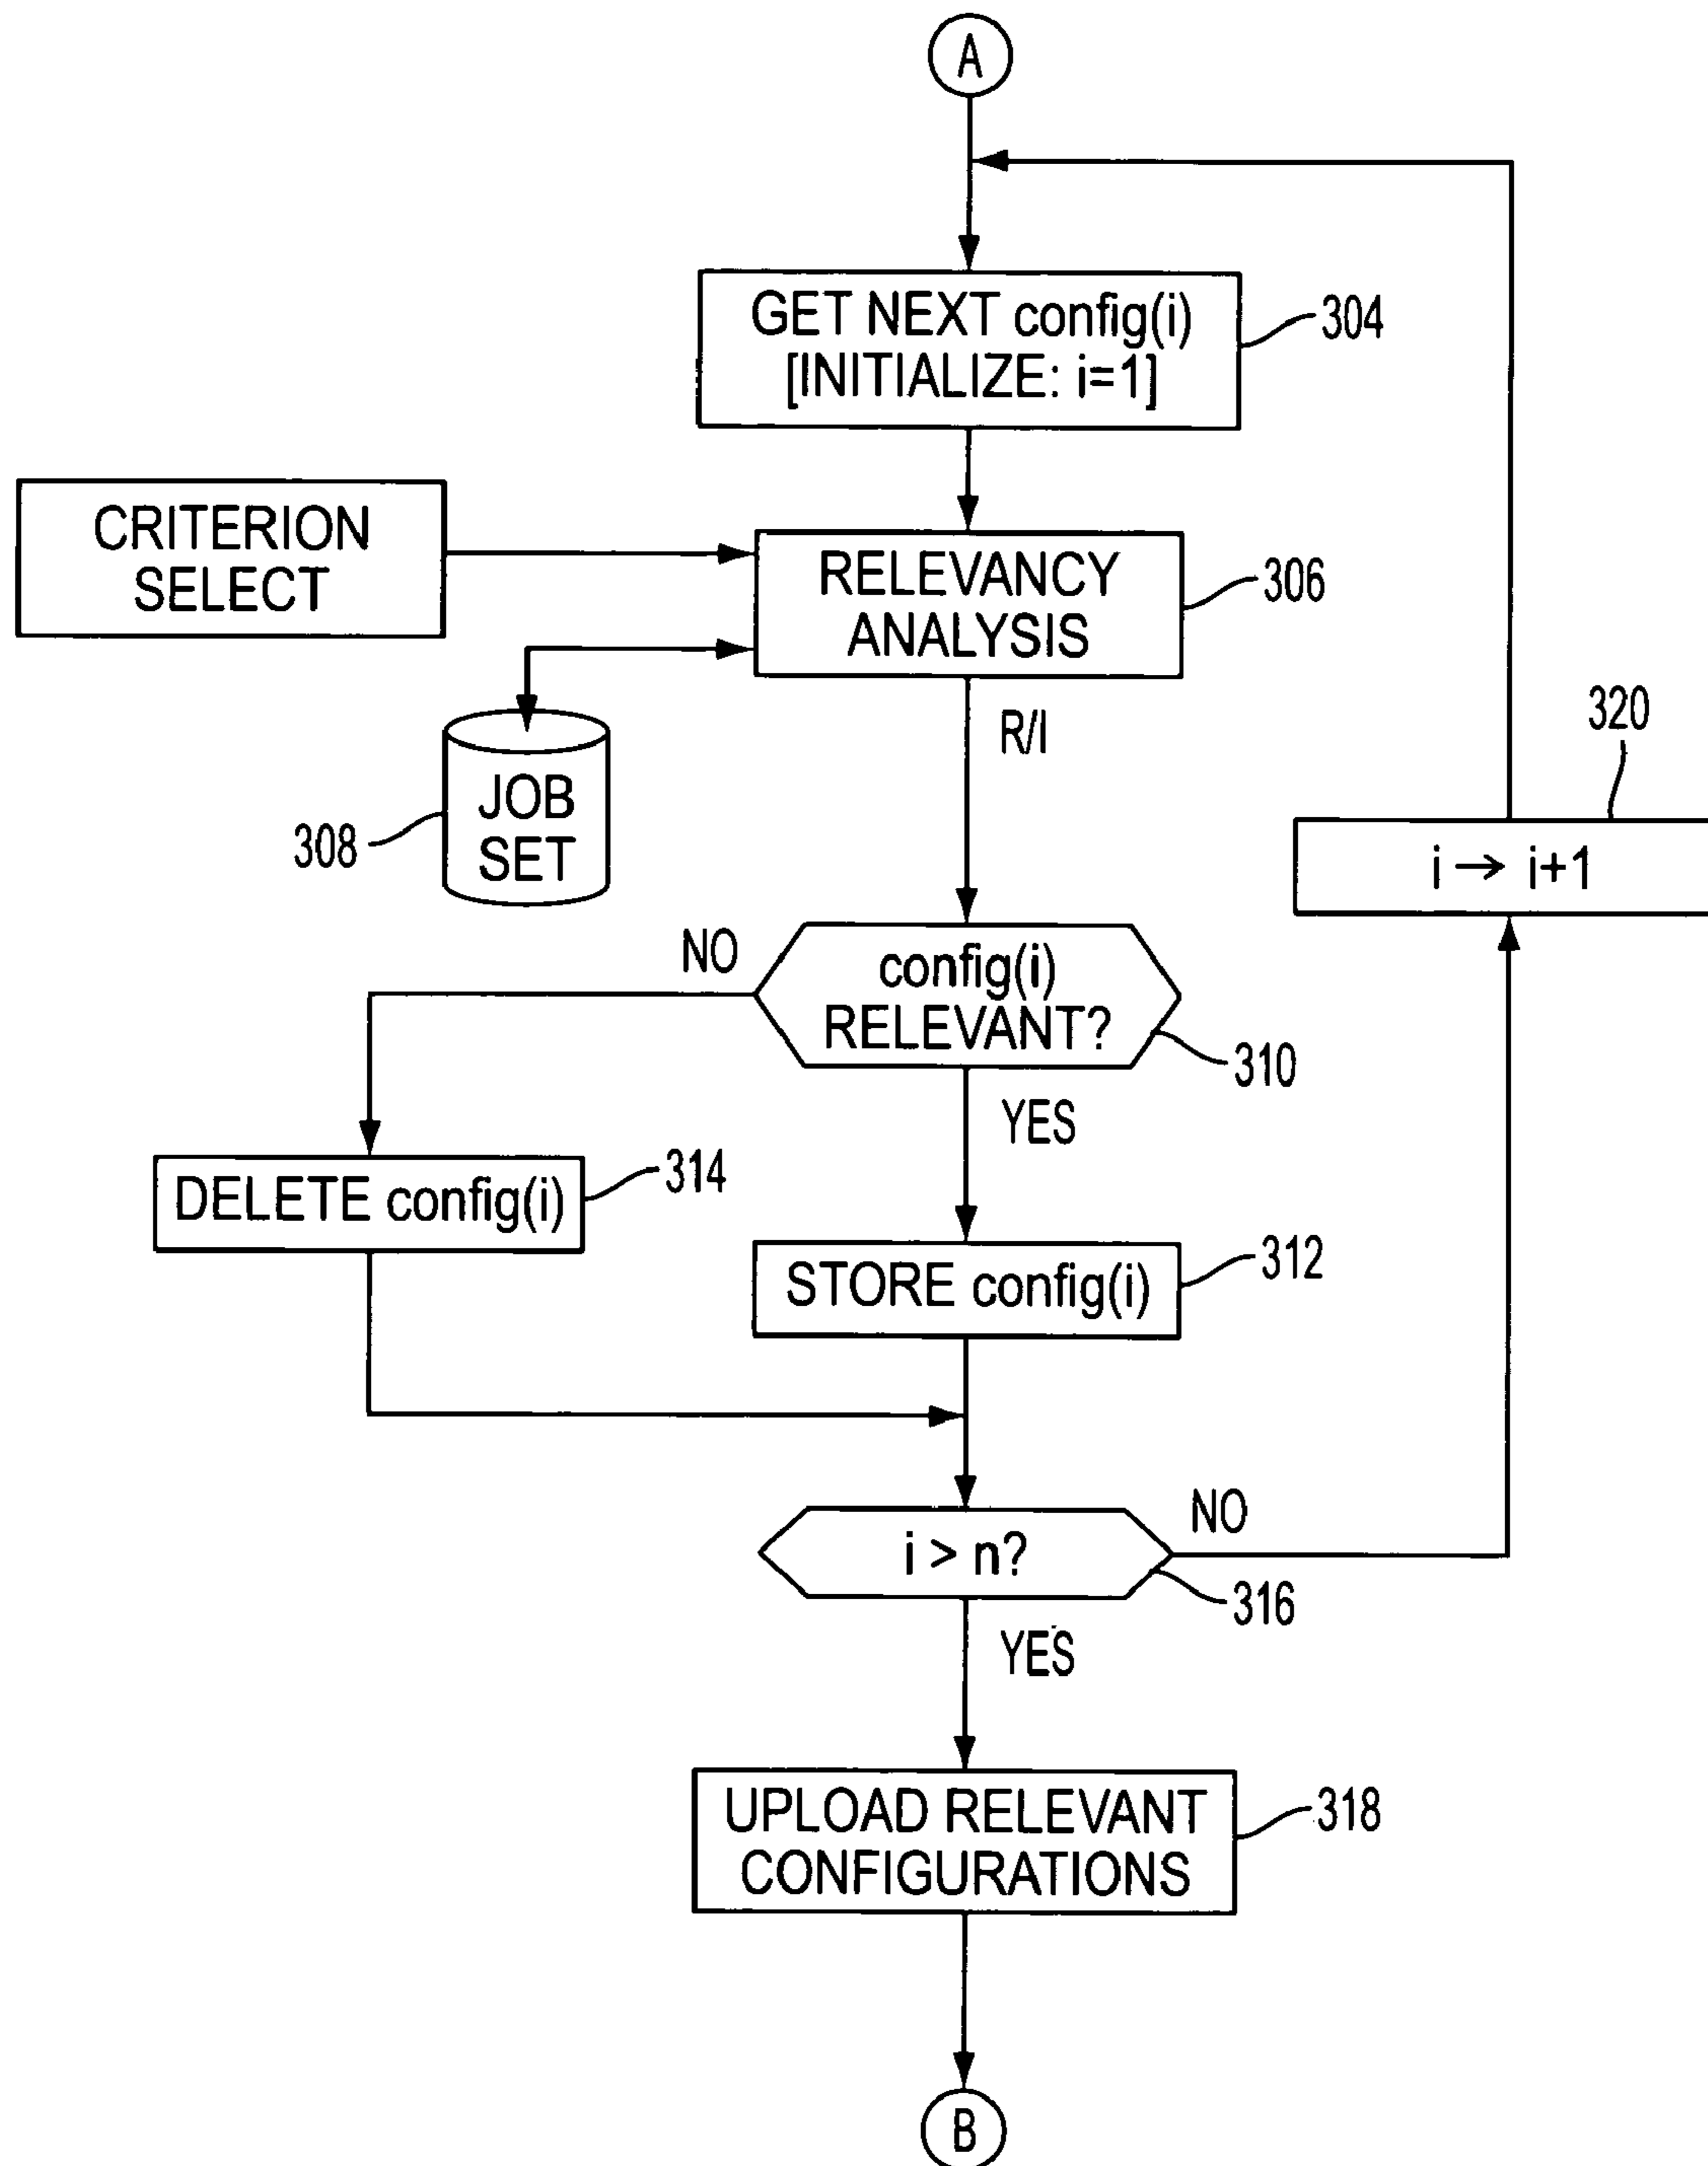 A
GET NEXT config(i)
[INITIALIZE: i=1]
304
CRITERION
SELECT
RELEVANCY
ANALYSIS
306
R/I
JOB
SET
308
320
i → i+1
NO
config(i)
RELEVANT?
310
YES
DELETE config(i)
314
STORE config(i)
312
i > n?
NO
316
YES
UPLOAD RELEVANT
CONFIGURATIONS
318
B